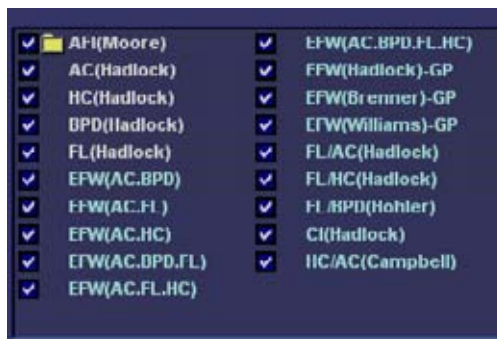 AFI(Moore)
AC(Hadlock)
HC(Hadlock)
BPD(Hadlock)
FL(Hadlock)
EFW(AC.BPD)
EFW(AC.FL)
EFW(AC.HC)
EFW(AC.BPD.FL)
EFW(AC.FL.HC)
EFW(AC.BPD.FL.HC)
EFW(Hadlock)-GP
EFW(Brenner)-GP
EFW(Williams)-GP
FL/AC(Hadlock)
FL/HC(Hadlock)
FL/BPD(Hohler)
CI(Hadlock)
HC/AC(Campbell)